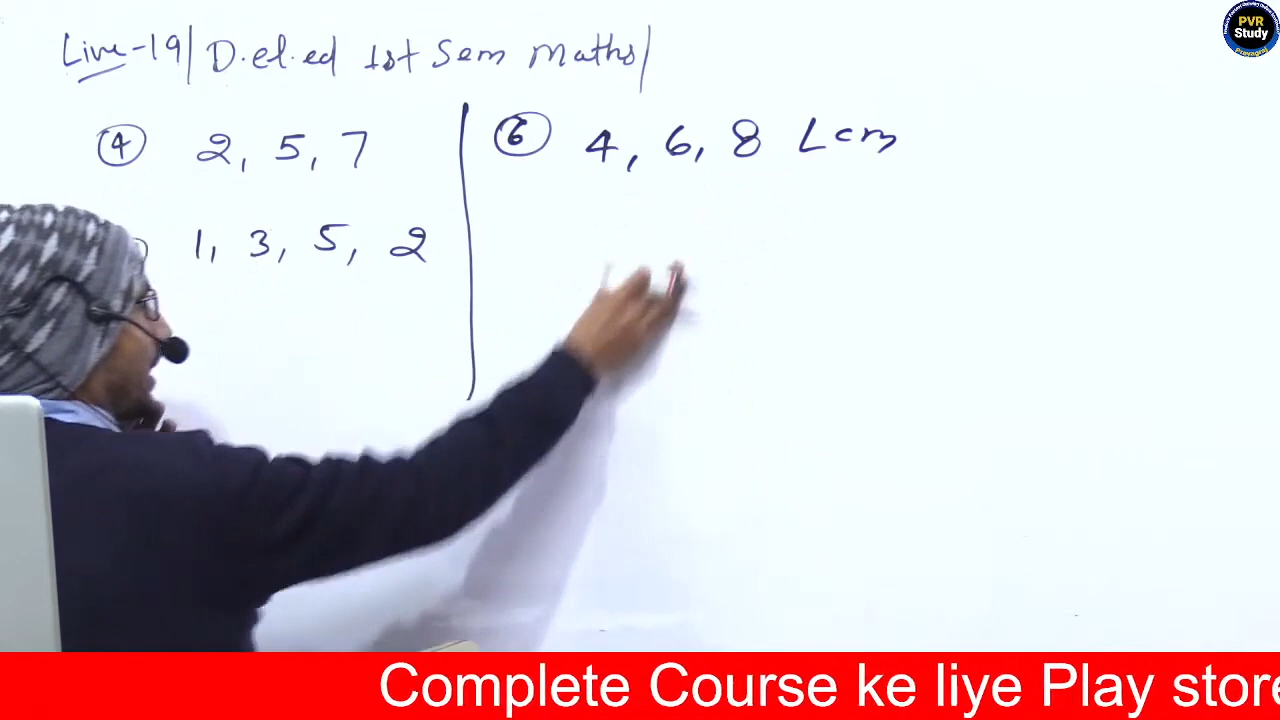 Live-19/ D.el.ed 1st Sem Maths/
④ 2, 5, 7
1, 3, 5, 2
⑥ 4, 6, 8 Lcm
PVR
Study
Prayagraj
Complete Course ke liye Play store